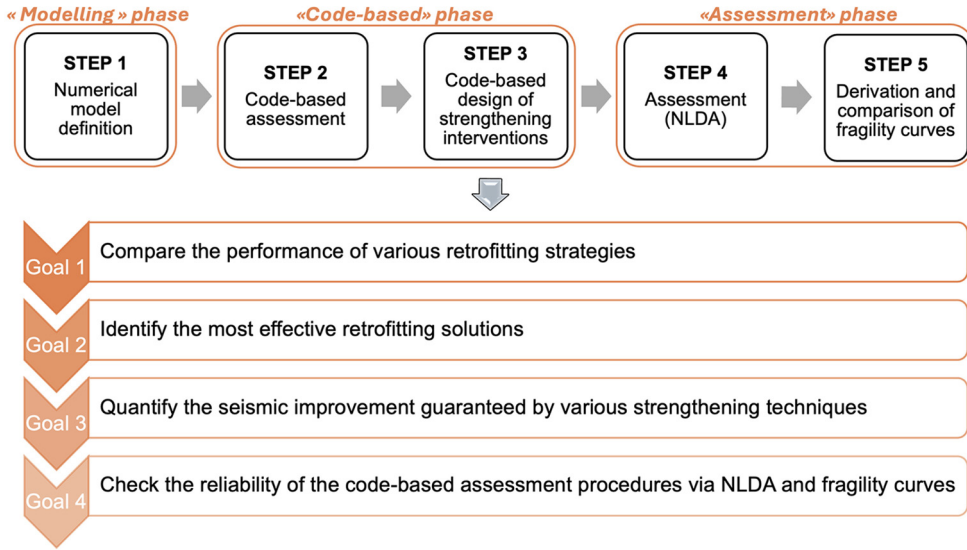 « Modelling » phase
«Code-based» phase
«Assessment» phase
STEP 1
Numerical
model
definition
STEP 2
Code-based
assessment
STEP 3
Code-based
design of
strengthening
interventions
STEP 4
Assessment
(NLDA)
STEP 5
Derivation and
comparison of
fragility curves
Goal 1
Compare the performance of various retrofitting strategies
Goal 2
Identify the most effective retrofitting solutions
Goal 3
Quantify the seismic improvement guaranteed by various strengthening techniques
Goal 4
Check the reliability of the code-based assessment procedures via NLDA and fragility curves